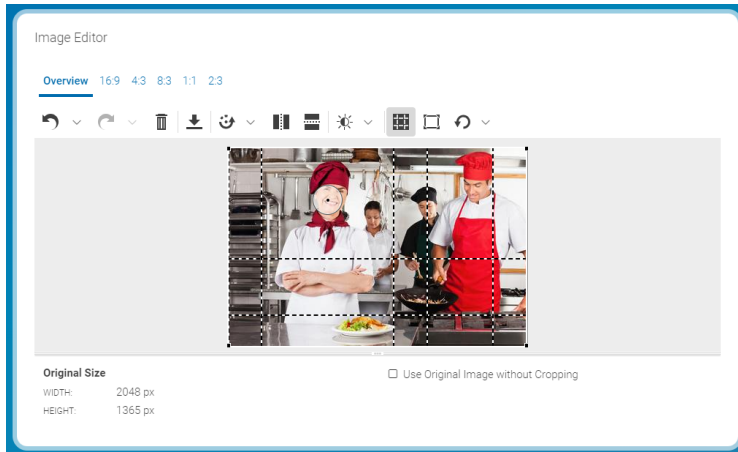 Image Editor
Overview 16:9 4:3 8:3 1:1 2:3
Original Size
Use Original Image without Cropping
WIDTH: 2048 px
HEIGHT: 1365 px